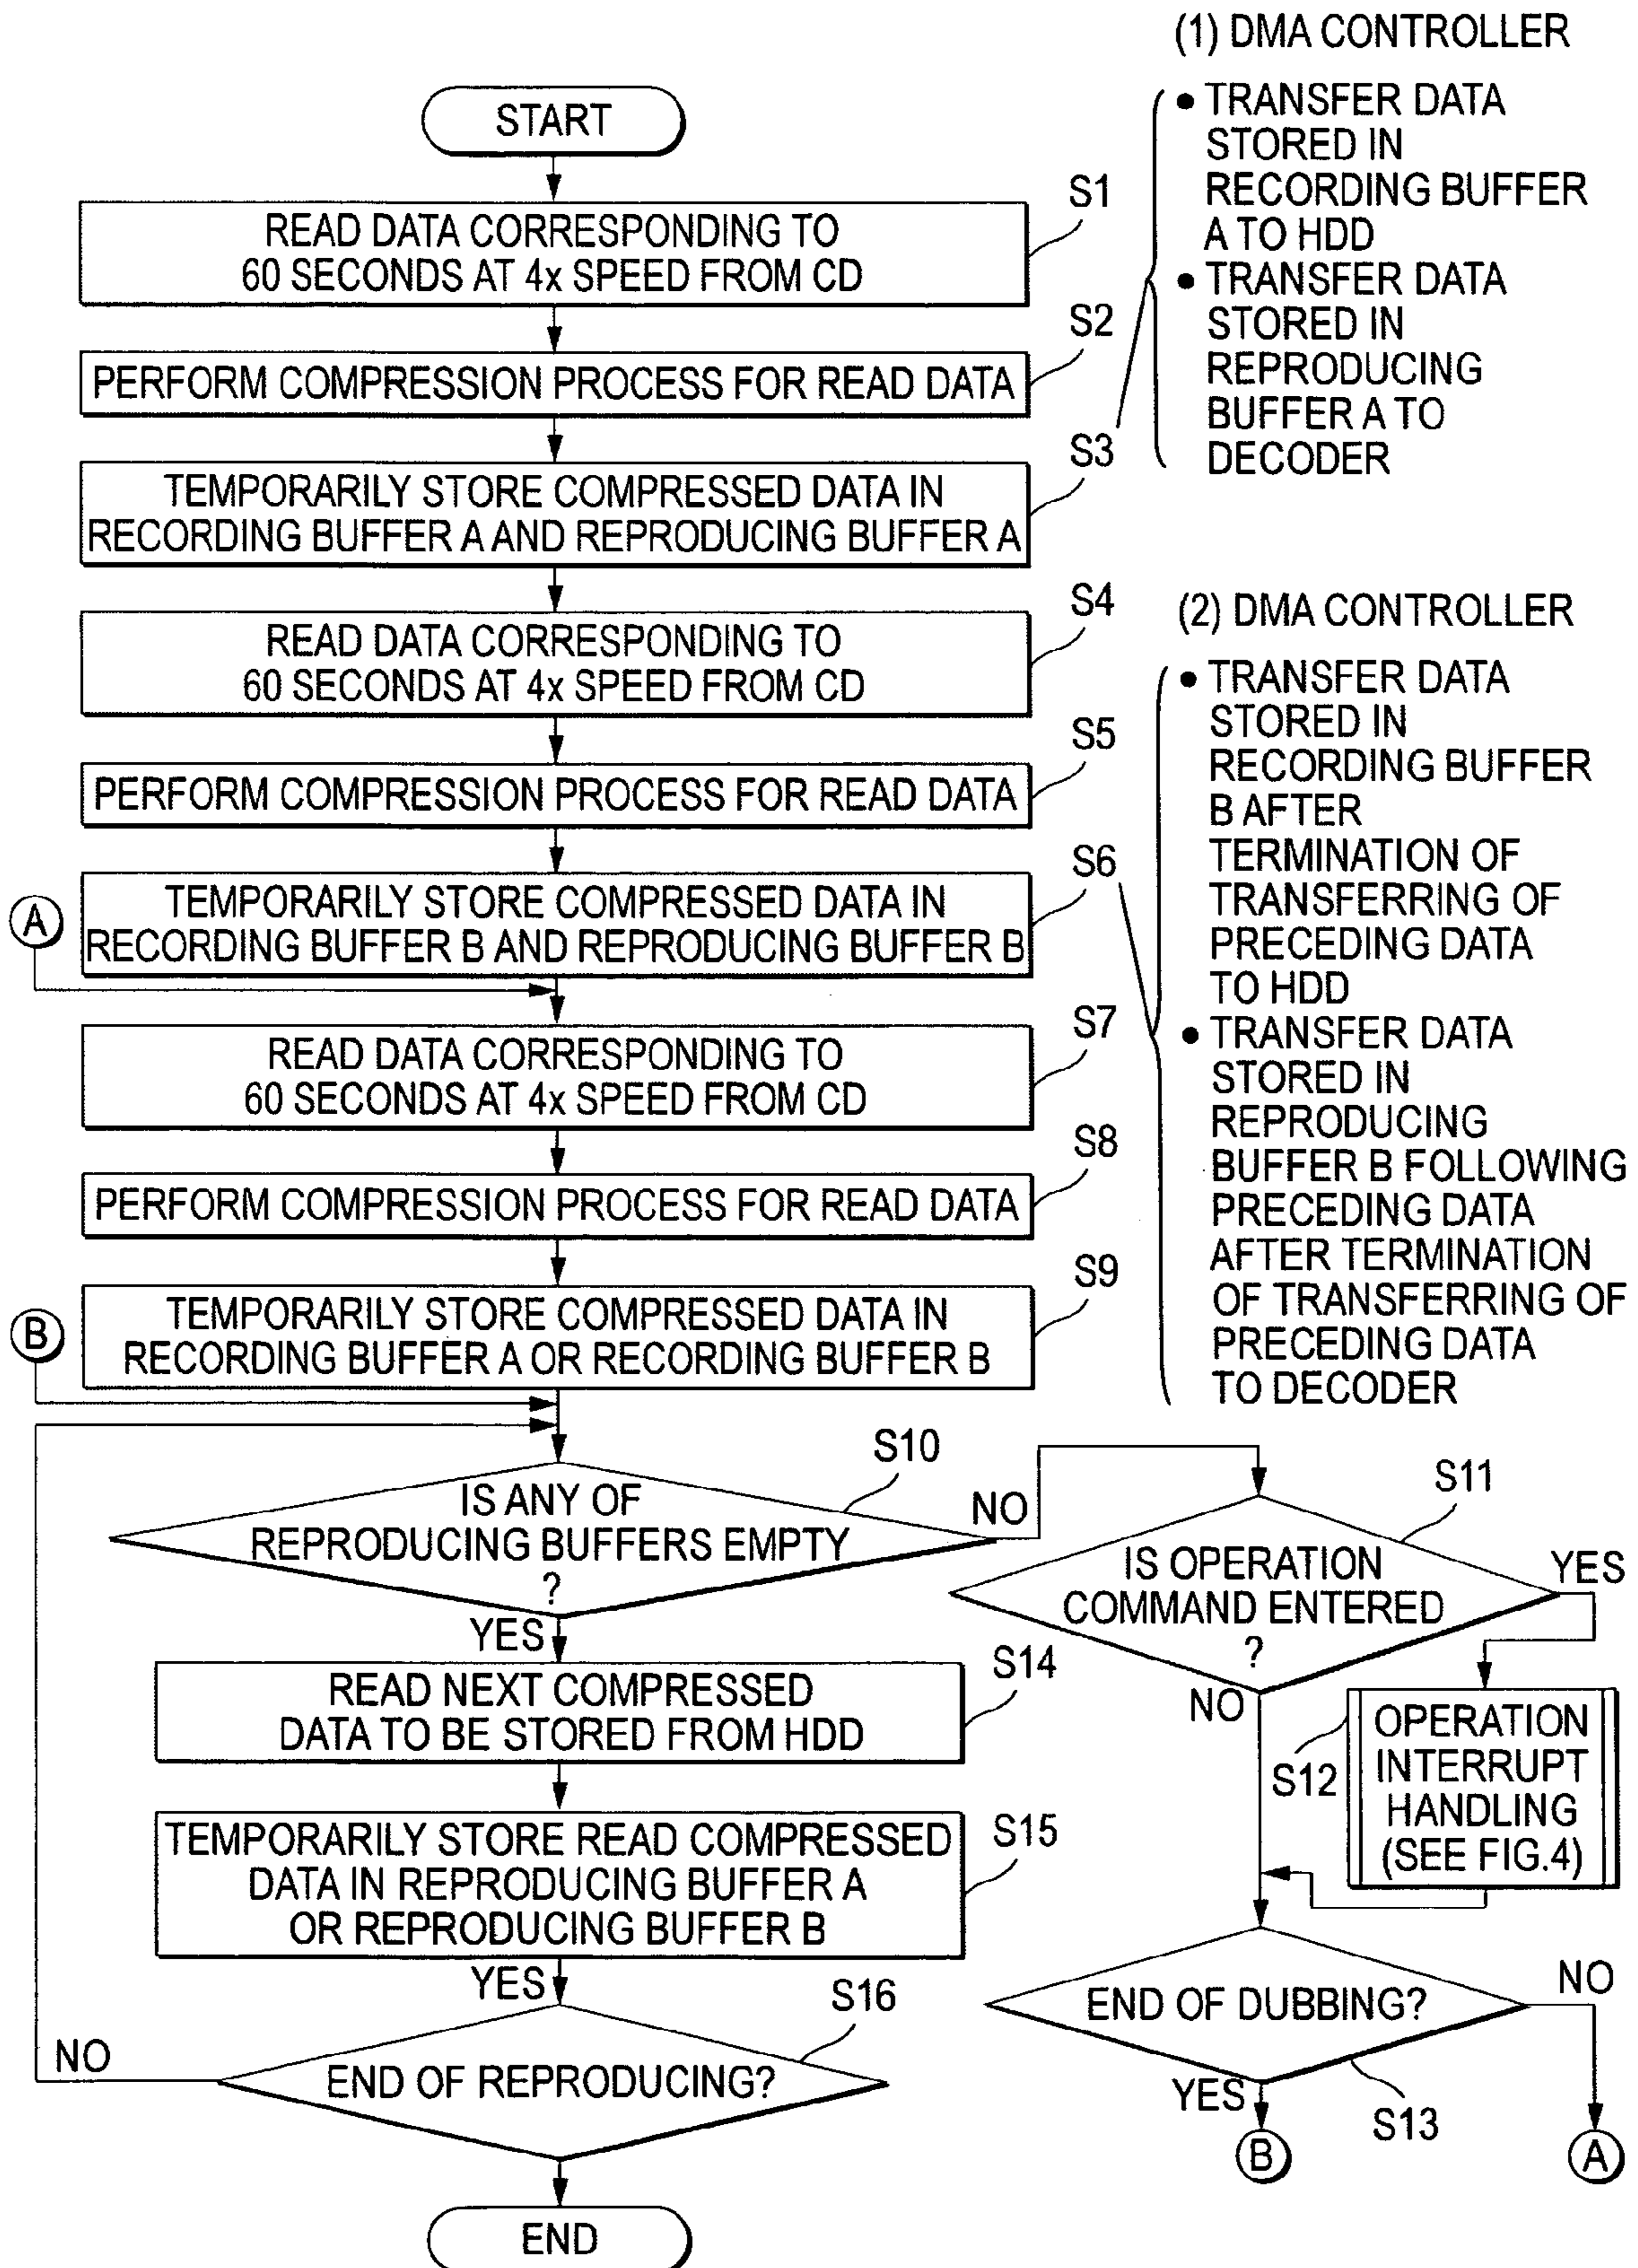 START
S1
READ DATA CORRESPONDING TO
60 SECONDS AT 4x SPEED FROM CD
S2
PERFORM COMPRESSION PROCESS FOR READ DATA
S3
TEMPORARILY STORE COMPRESSED DATA IN
RECORDING BUFFER A AND REPRODUCING BUFFER A
(1) DMA CONTROLLER
• TRANSFER DATA
STORED IN
RECORDING BUFFER
A TO HDD
• TRANSFER DATA
STORED IN
REPRODUCING
BUFFER A TO
DECODER
S4
READ DATA CORRESPONDING TO
60 SECONDS AT 4x SPEED FROM CD
S5
PERFORM COMPRESSION PROCESS FOR READ DATA
S6
TEMPORARILY STORE COMPRESSED DATA IN
RECORDING BUFFER B AND REPRODUCING BUFFER B
(2) DMA CONTROLLER
• TRANSFER DATA
STORED IN
RECORDING BUFFER
B AFTER
TERMINATION OF
TRANSFERRING OF
PRECEDING DATA
TO HDD
• TRANSFER DATA
STORED IN
REPRODUCING
BUFFER B FOLLOWING
PRECEDING DATA
AFTER TERMINATION
OF TRANSFERRING OF
PRECEDING DATA
TO DECODER
A
S7
READ DATA CORRESPONDING TO
60 SECONDS AT 4x SPEED FROM CD
S8
PERFORM COMPRESSION PROCESS FOR READ DATA
S9
TEMPORARILY STORE COMPRESSED DATA IN
RECORDING BUFFER A OR RECORDING BUFFER B
B
S10
IS ANY OF
REPRODUCING BUFFERS EMPTY
?
NO
YES
S11
IS OPERATION
COMMAND ENTERED
?
YES
NO
S12
OPERATION
INTERRUPT
HANDLING
(SEE FIG.4)
S14
READ NEXT COMPRESSED
DATA TO BE STORED FROM HDD
S15
TEMPORARILY STORE READ COMPRESSED
DATA IN REPRODUCING BUFFER A
OR REPRODUCING BUFFER B
YES
S16
END OF REPRODUCING?
NO
END OF DUBBING?
NO
YES
S13
B
A
END